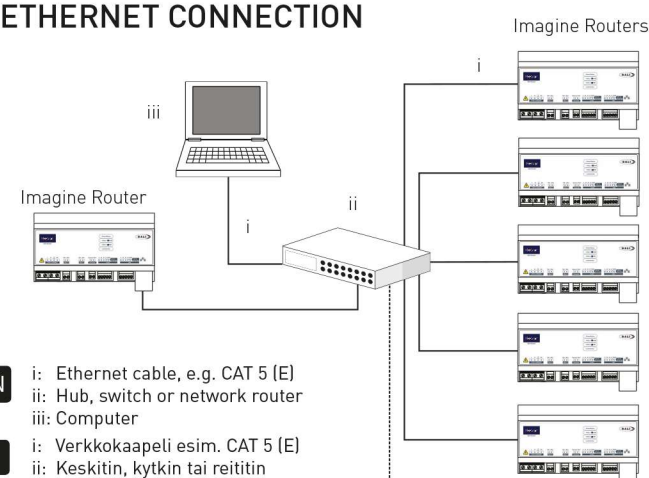 ETHERNET CONNECTION
Imagine Routers
i
iii
Imagine Router
i
ii
i: Ethernet cable, e.g. CAT 5 (E)
ii: Hub, switch or network router
iii: Computer
i: Verkkokaapeli esim. CAT 5 (E)
ii: Keskitin, kytkin tai reititin